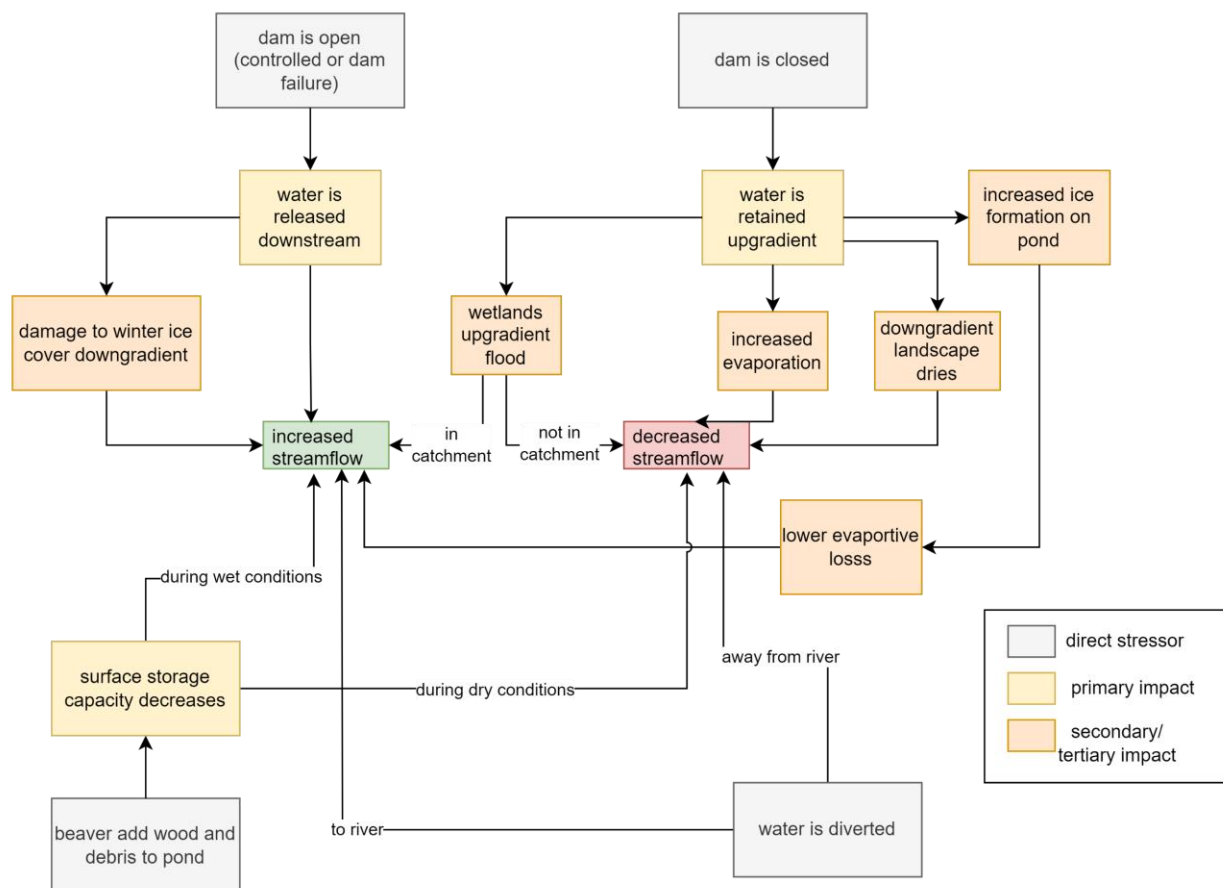 dam is open
(controlled or dam
failure)
dam is closed
water is
released
downstream
water is
retained
upgradient
increased ice
formation on
pond
damage to winter ice
cover downgradient
wetlands
upgradient
flood
increased
evaporation
downgradient
landscape
dries
increased
streamflow
in
catchment
not in
catchment
decreased
streamflow
lower evaportive
losss
during wet conditions
surface storage
capacity decreases
during dry conditions
away from river
beaver add wood and
debris to pond
to river
water is diverted
direct stressor
primary impact
secondary/
tertiary impact